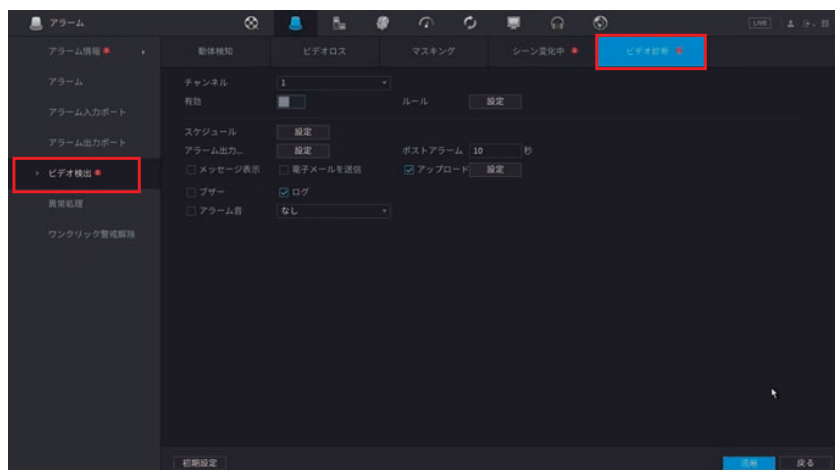 アラーム
LIVE
アラーム情報
動体検知 ビデオロス マスキング シーン変化中 ビデオ診断
アラーム
アラーム入力ポート
アラーム出力ポート
ビデオ検出
異常処理
ワンクリック警戒解除
チャンネル 1
有効 ルール 設定
スケジュール 設定
アラーム出力... 設定 ポストアラーム 10 秒
メッセージ表示 電子メールを送信 アップロード 設定
ブザー ログ
アラーム音 なし
初期設定 適用 戻る